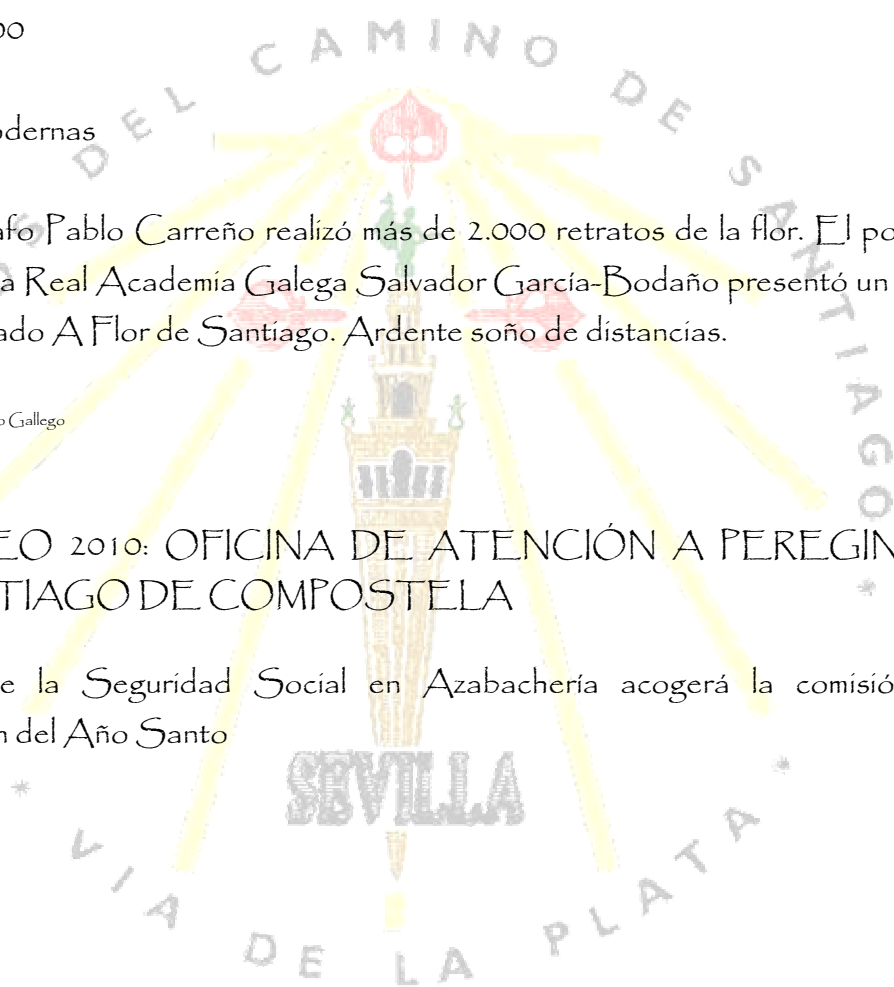 00
odernas
afo Pablo Carreño realizó más de 2.000 retratos de la flor. El po
a Real Academia Galega Salvador García-Bodaño presentó un
ado A Flor de Santiago. Ardente soño de distancias.
o Gallego
EO 2010: OFICINA DE ATENCIÓN A PEREGIN
TIAGO DE COMPOSTELA
e la Seguridad Social en Azabachería acogerá la comisió
n del Año Santo
OS DEL CAMINO DE SANTIAGO
SEVILLA
* VIA DE LA PLATA *